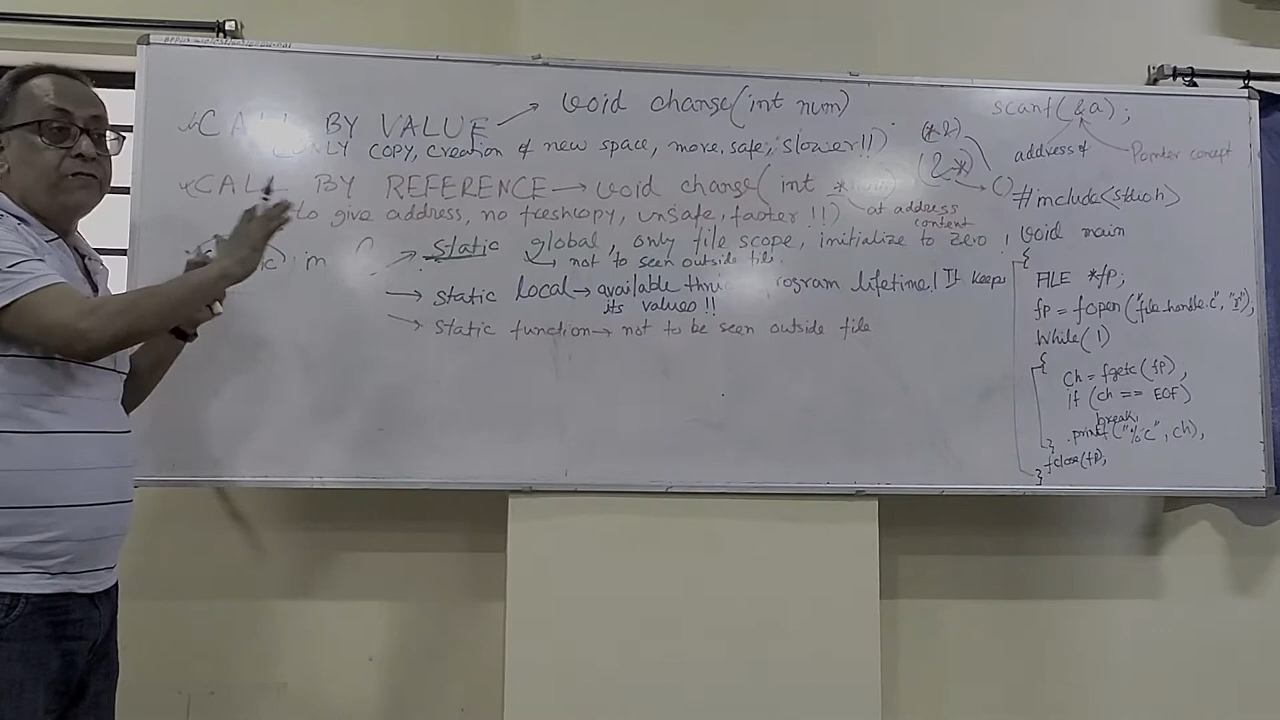 CALL BY VALUE → void change(int num)
ONLY COPY, creation of new space, more safe, slower!!)
CALL BY REFERENCE → void change( int *num)
to give address, no fresh copy, unsafe, faster !!)
at address
content
→ static global, only file scope, initialize to zero !
→ not to seen outside file.
→ static Local → available program lifetime! It keeps
its values!!
→ static function → not to be seen outside file
(*&)
(&*)
()
scanf(&a);
address of
Pointer concept
#include<stdio.h>
void main
{
FILE *fp;
fp = fopen("file_handle.c", "r");
while(1)
{
ch = fgetc(fp),
if (ch == EOF)
break,
printf("%c", ch),
}
fclose(fp),
}